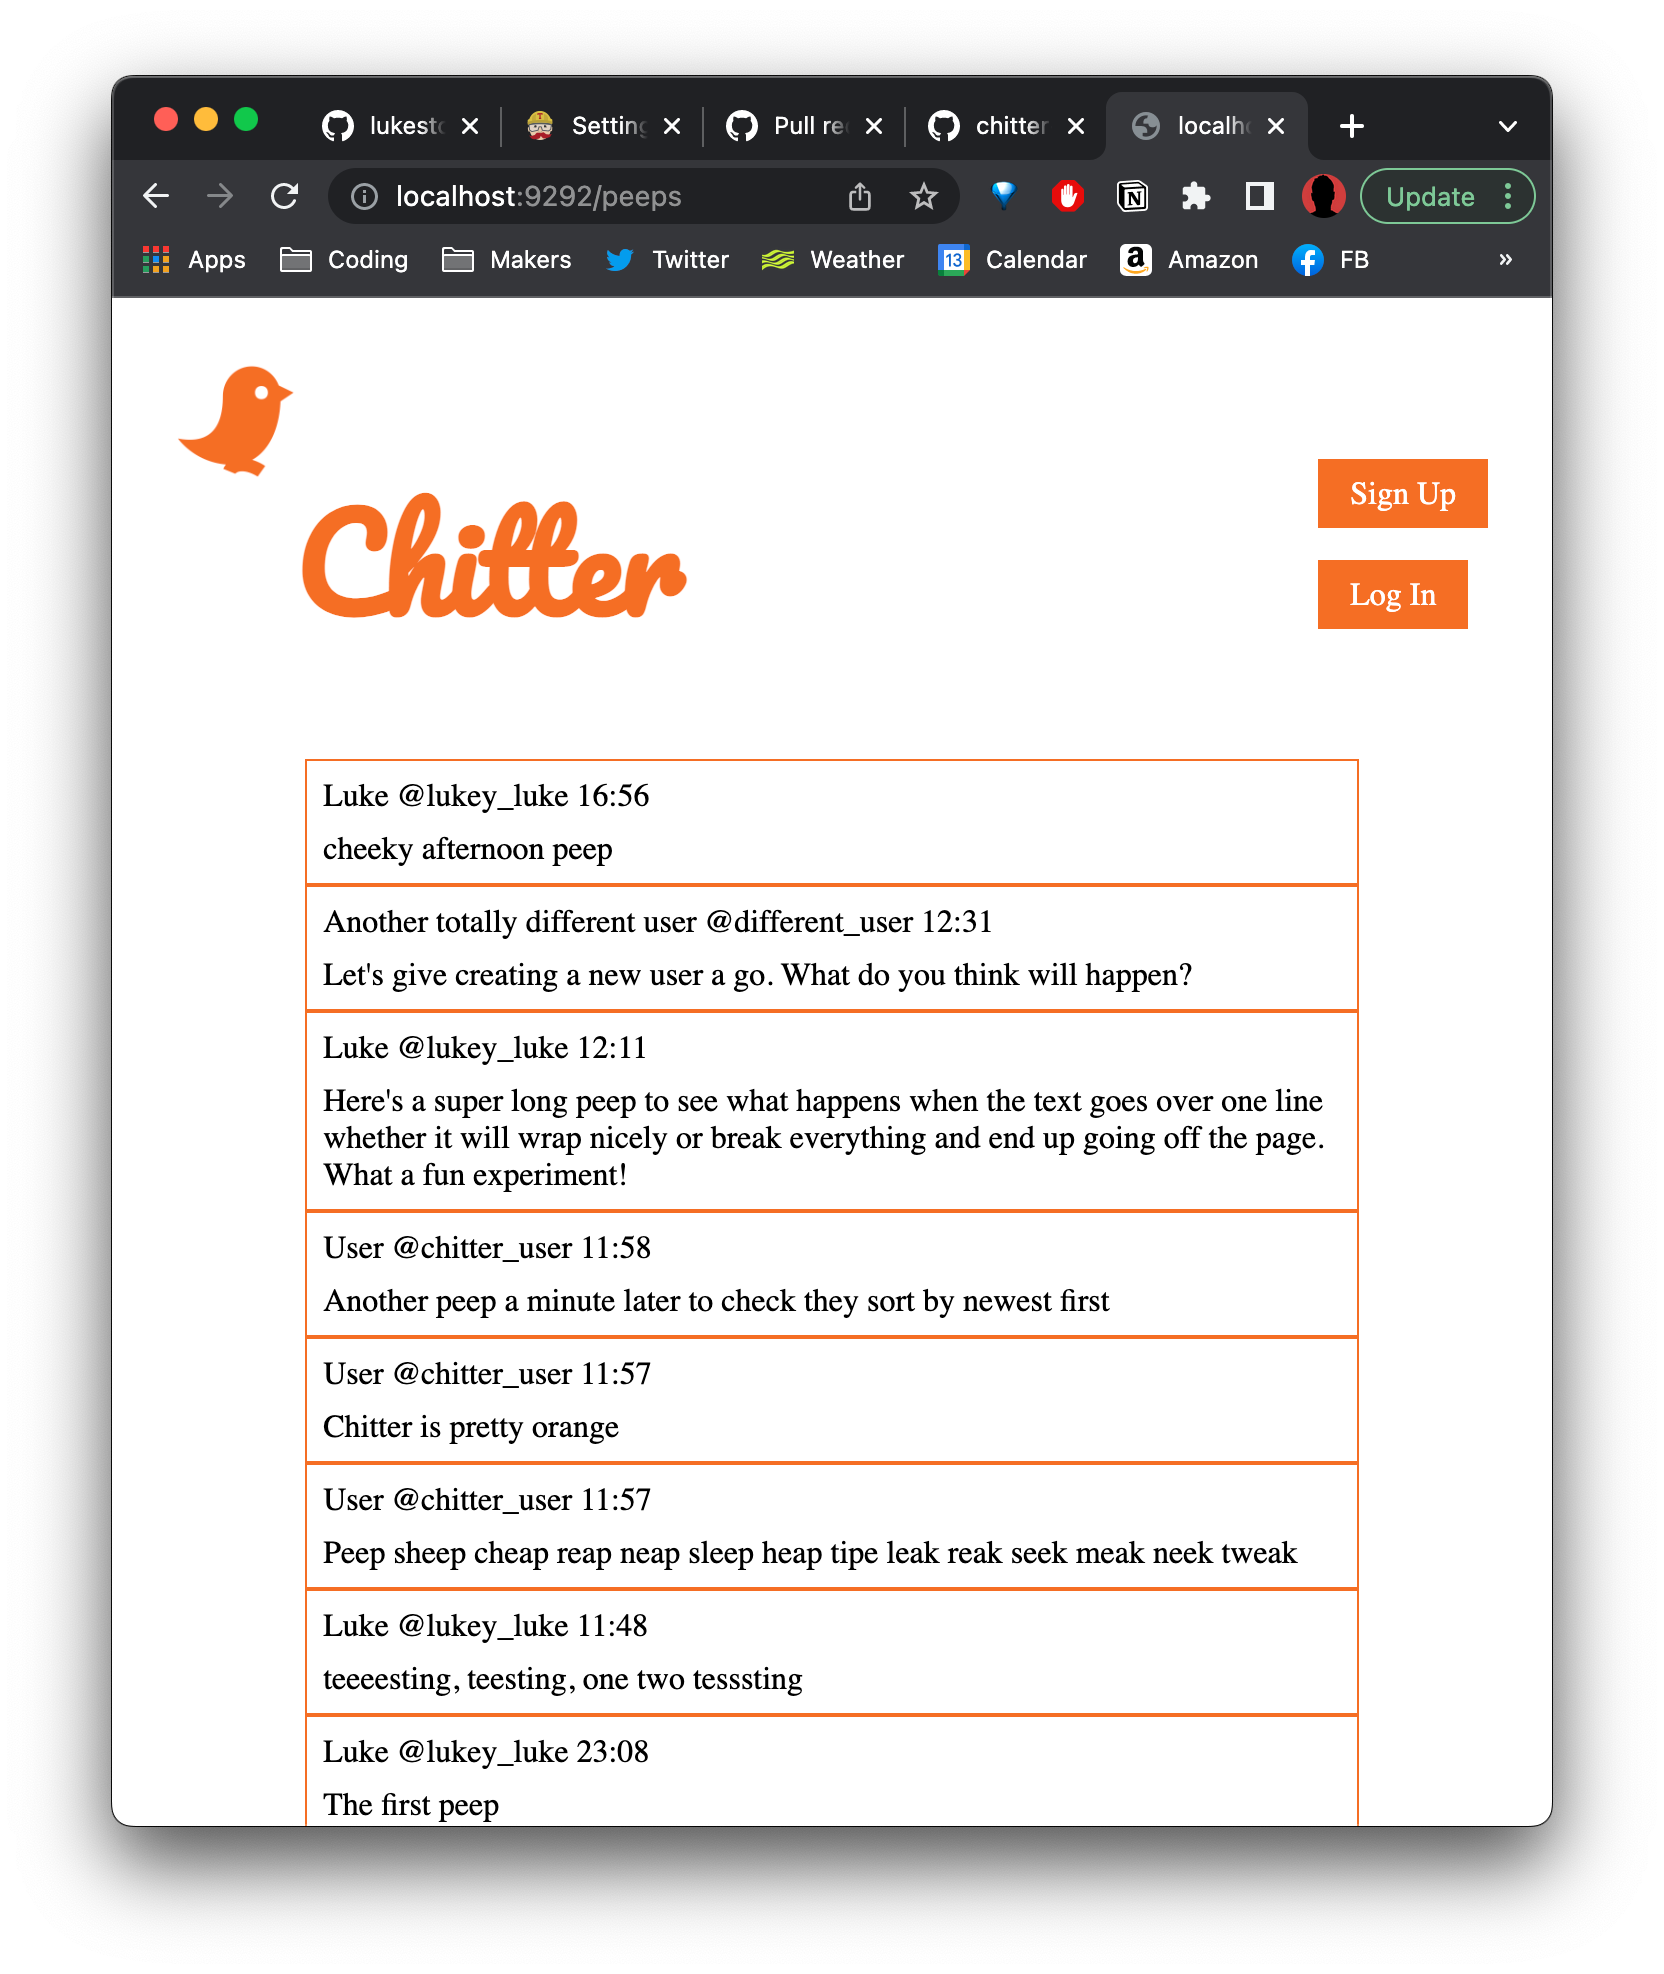 lukest
Setting
Pull re
chitter
localh
localhost:9292/peeps
Update
Apps
Coding
Makers
Twitter
Weather
13
Calendar
a
Amazon
FB
»
Chitter
Sign Up
Log In
Luke @lukey_luke 16:56
cheeky afternoon peep
Another totally different user @different_user 12:31
Let's give creating a new user a go. What do you think will happen?
Luke @lukey_luke 12:11
Here's a super long peep to see what happens when the text goes over one line
whether it will wrap nicely or break everything and end up going off the page.
What a fun experiment!
User @chitter_user 11:58
Another peep a minute later to check they sort by newest first
User @chitter_user 11:57
Chitter is pretty orange
User @chitter_user 11:57
Peep sheep cheap reap neap sleep heap tipe leak reak seek meak neek tweak
Luke @lukey_luke 11:48
teeeesting, teesting, one two tesssting
Luke @lukey_luke 23:08
The first peep